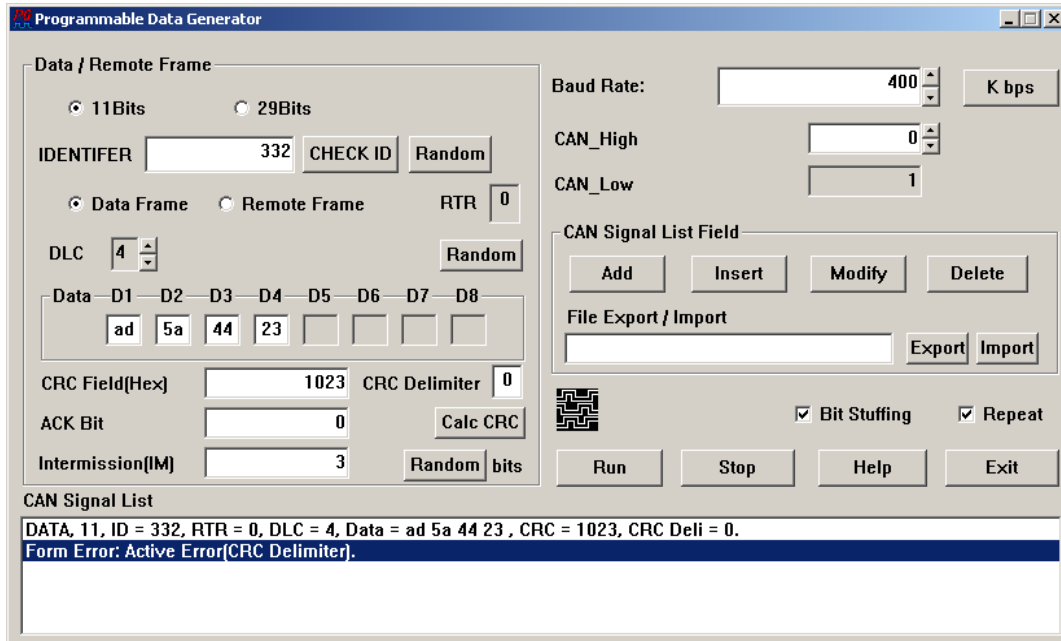 Programmable Data Generator
Data / Remote Frame
11Bits 29Bits
IDENTIFER 332 CHECK ID Random
Data Frame Remote Frame RTR 0
DLC 4 Random
Data D1 D2 D3 D4 D5 D6 D7 D8
ad 5a 44 23
CRC Field(Hex) 1023 CRC Delimiter 0
ACK Bit 0 Calc CRC
Intermission(IM) 3 Random bits
Baud Rate: 400 K bps
CAN_High 0
CAN_Low 1
CAN Signal List Field
Add Insert Modify Delete
File Export / Import
Export Import
Bit Stuffing Repeat
Run Stop Help Exit
CAN Signal List
DATA, 11, ID = 332, RTR = 0, DLC = 4, Data = ad 5a 44 23 , CRC = 1023, CRC Deli = 0.
Form Error: Active Error(CRC Delimiter).